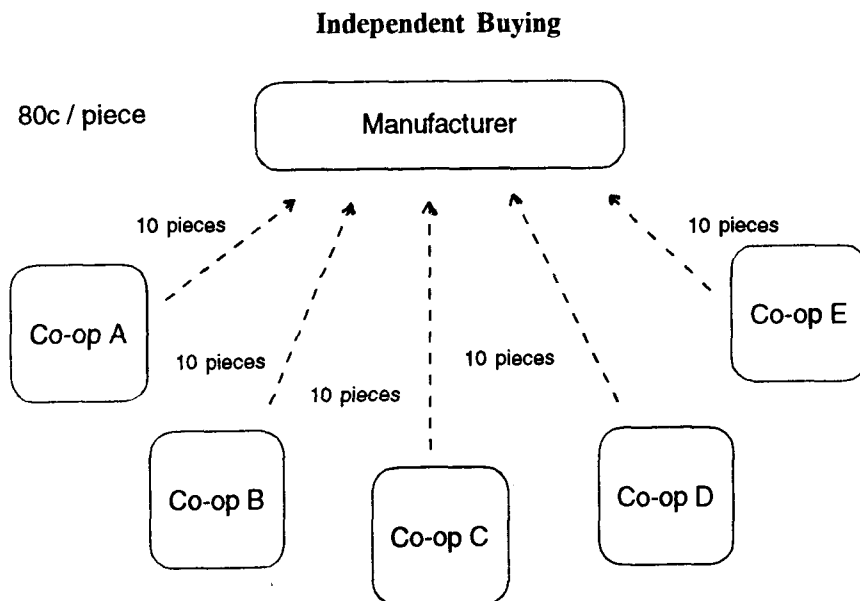 Independent Buying
80c / piece
Manufacturer
10 pieces
10 pieces
Co-op A
Co-op E
10 pieces
10 pieces
10 pieces
Co-op B
Co-op D
Co-op C